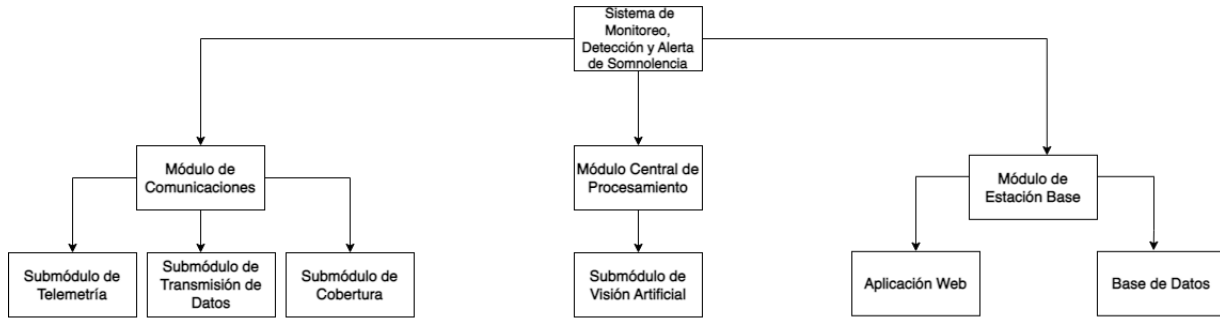 Sistema de
Monitoreo,
Detección y Alerta
de Somnolencia
Módulo de
Comunicaciones
Módulo Central de
Procesamiento
Módulo de
Estación Base
Submódulo de
Telemetría
Submódulo de
Transmisión de
Datos
Submódulo de
Cobertura
Submódulo de
Visión Artificial
Aplicación Web
Base de Datos